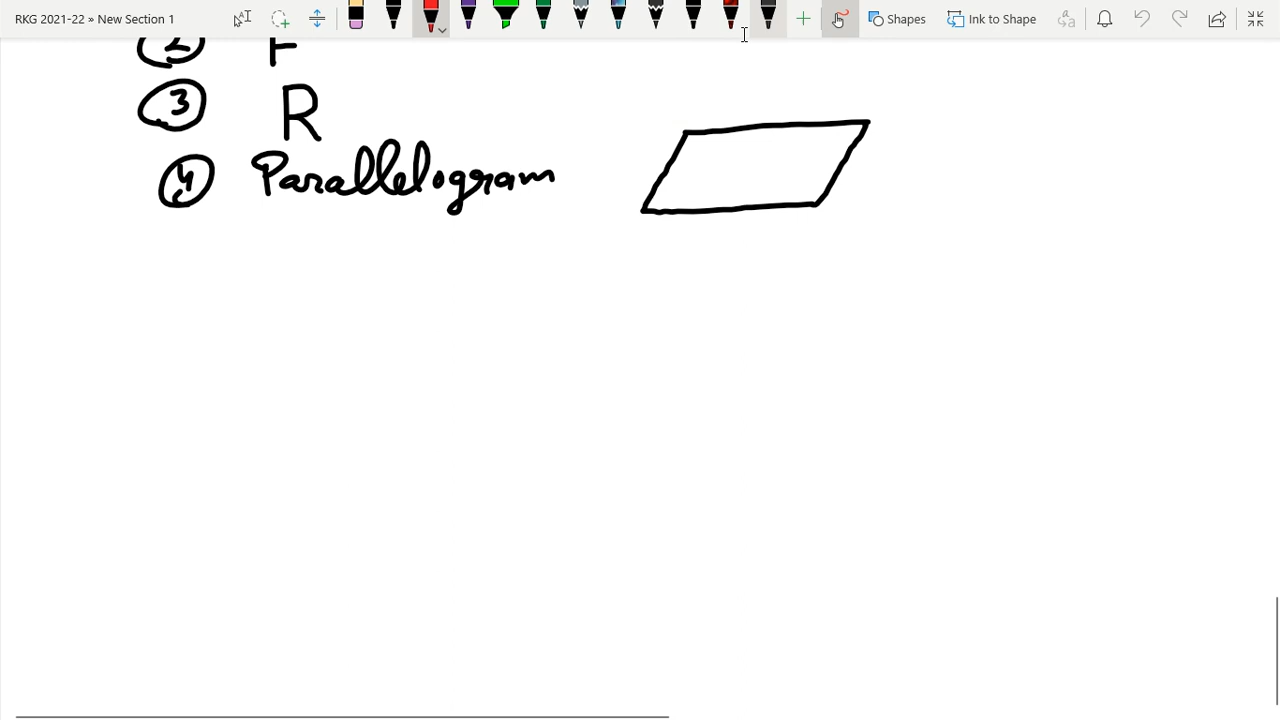 RKG 2021-22 » New Section 1
Shapes
Ink to Shape
3 R
4 Parallelogram